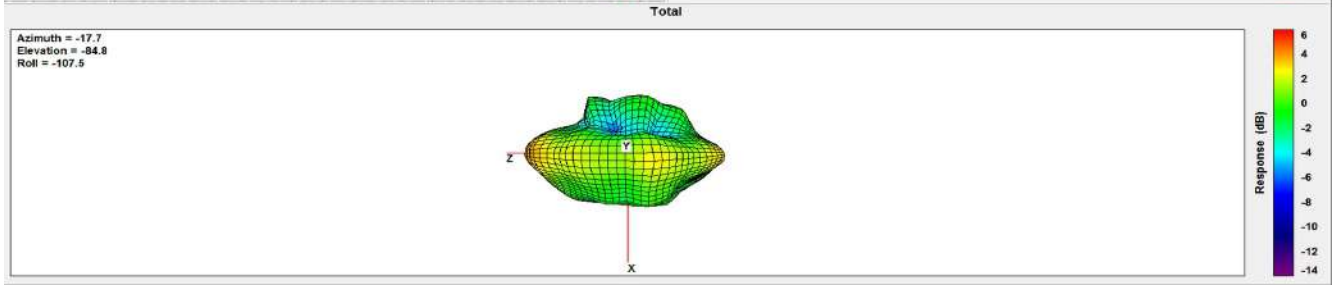 Total
Azimuth = -17.7
Elevation = -84.8
Roll = -107.5
Z
Y
X
6
4
2
0
-2
-4
-6
-8
-10
-12
-14
Response (dB)